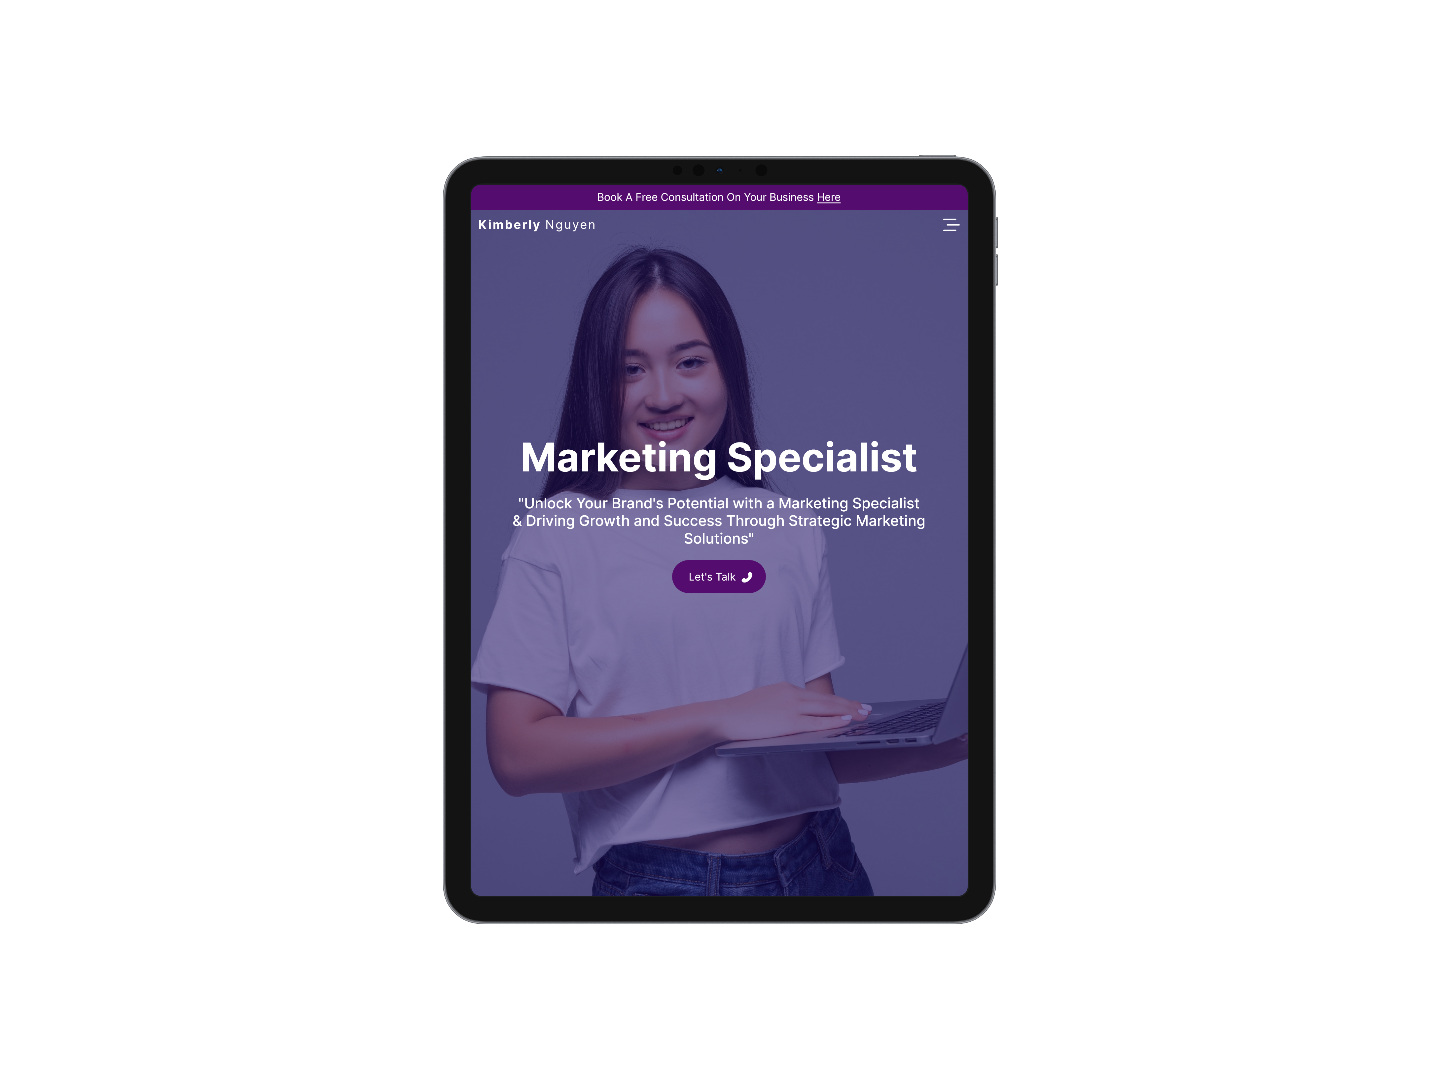 Book A Free Consultation On Your Business Here
Kimberly Nguyen
Marketing Specialist
"Unlock Your Brand's Potential with a Marketing Specialist
& Driving Growth and Success Through Strategic Marketing
Solutions"
Let's Talk